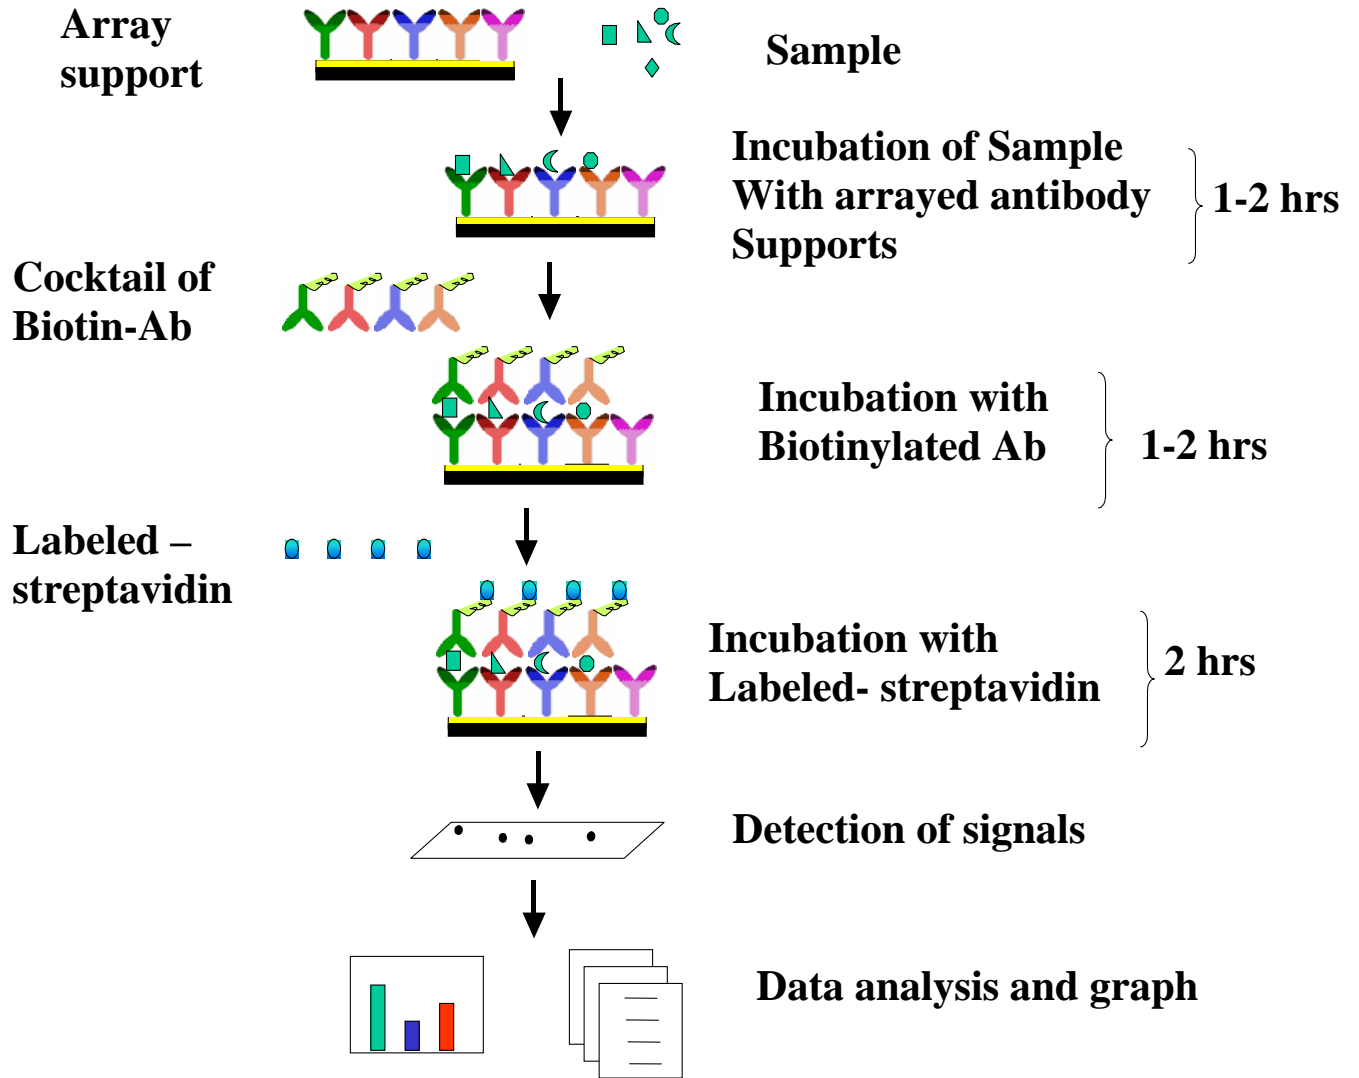 Array
support
Sample
Incubation of Sample
With arrayed antibody
Supports
1-2 hrs
Cocktail of
Biotin-Ab
Incubation with
Biotinylated Ab
1-2 hrs
Labeled –
streptavidin
Incubation with
Labeled- streptavidin
2 hrs
Detection of signals
Data analysis and graph